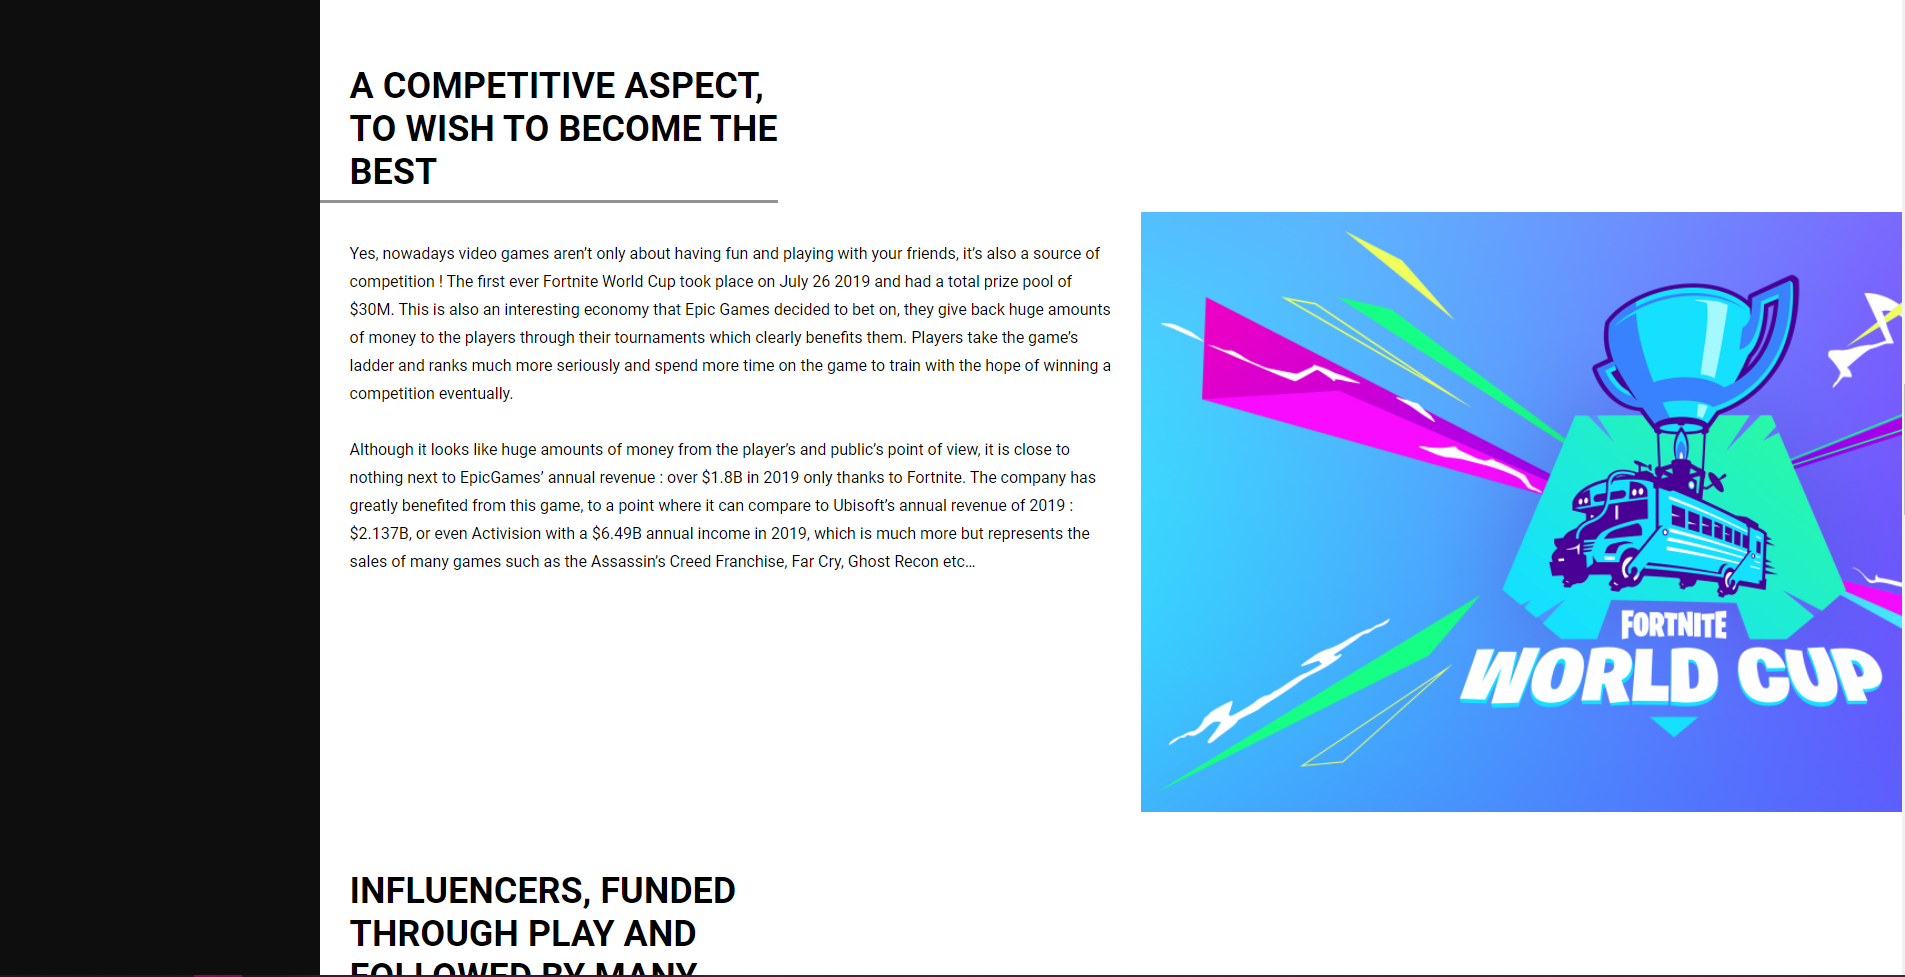 A COMPETITIVE ASPECT,
TO WISH TO BECOME THE
BEST
Yes, nowadays video games aren’t only about having fun and playing with your friends, it’s also a source of
competition ! The first ever Fortnite World Cup took place on July 26 2019 and had a total prize pool of
$30M. This is also an interesting economy that Epic Games decided to bet on, they give back huge amounts
of money to the players through their tournaments which clearly benefits them. Players take the game’s
ladder and ranks much more seriously and spend more time on the game to train with the hope of winning a
competition eventually.
Although it looks like huge amounts of money from the player’s and public’s point of view, it is close to
nothing next to EpicGames’ annual revenue : over $1.8B in 2019 only thanks to Fortnite. The company has
greatly benefited from this game, to a point where it can compare to Ubisoft’s annual revenue of 2019 :
$2.137B, or even Activision with a $6.49B annual income in 2019, which is much more but represents the
sales of many games such as the Assassin’s Creed Franchise, Far Cry, Ghost Recon etc…
FORTNITE
WORLD CUP
INFLUENCERS, FUNDED
THROUGH PLAY AND
FOLLOWED BY MANY